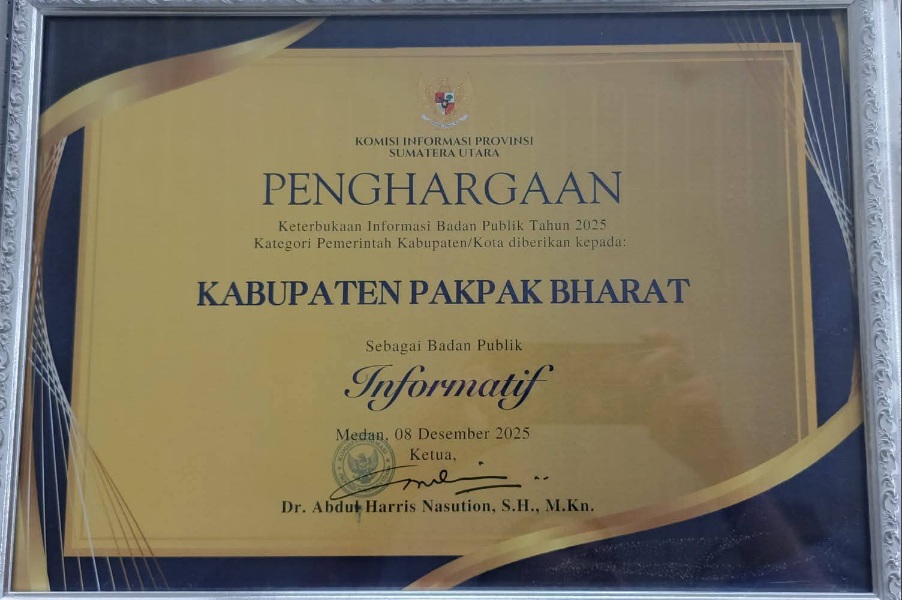 KOMISI INFORMASI PROVINSI
SUMATERA UTARA
PENGHARGAAN
Keterbukaan Informasi Badan Publik Tahun 2025
Kategori Pemerintah Kabupaten/Kota diberikan kepada:
KABUPATEN PAKPAK BHARAT
Sebagai Badan Publik
Informatif
Medan, 08 Desember 2025
Ketua,
Dr. Abdul Harris Nasution, S.H., M.Kn.